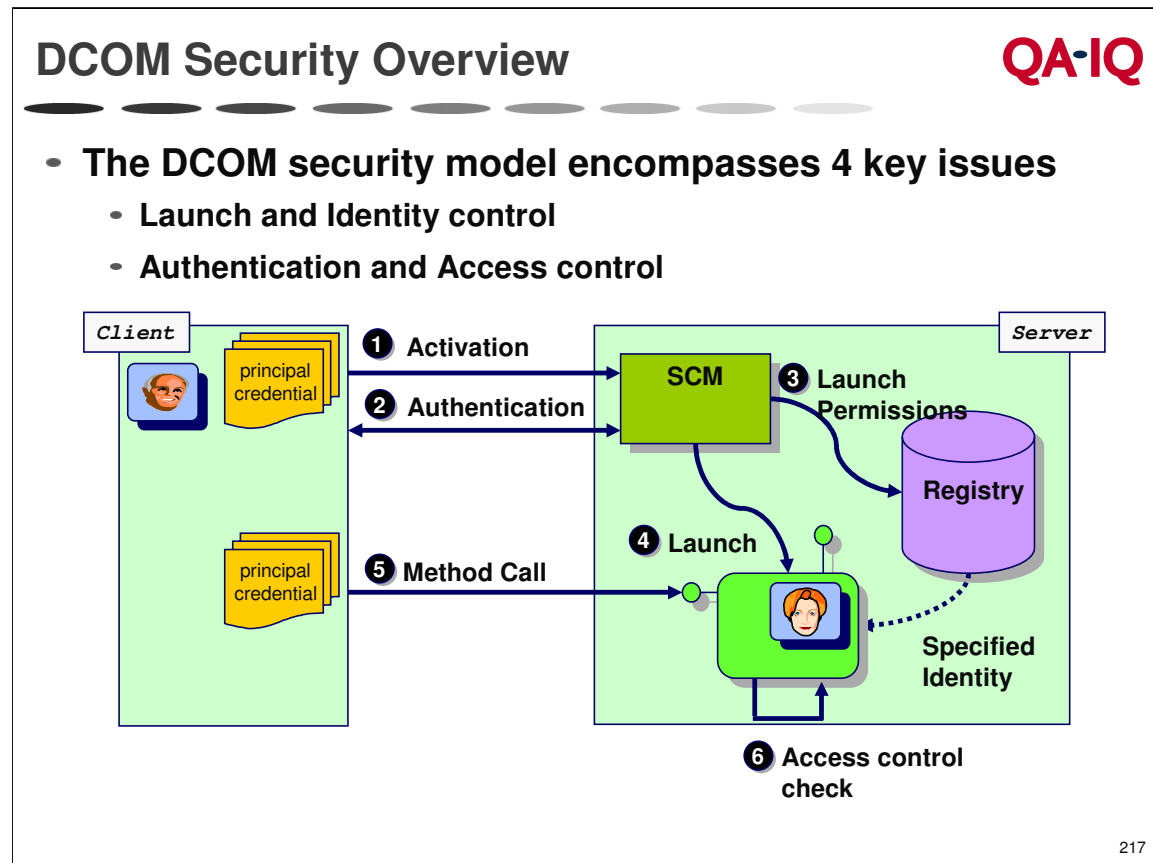 DCOM Security Overview
QA-IQ
• The DCOM security model encompasses 4 key issues
• Launch and Identity control
• Authentication and Access control
Client
Server
principal
credential
1 Activation
2 Authentication
SCM
3 Launch
Permissions
Registry
4 Launch
principal
credential
5 Method Call
Specified
Identity
6 Access control
check
217